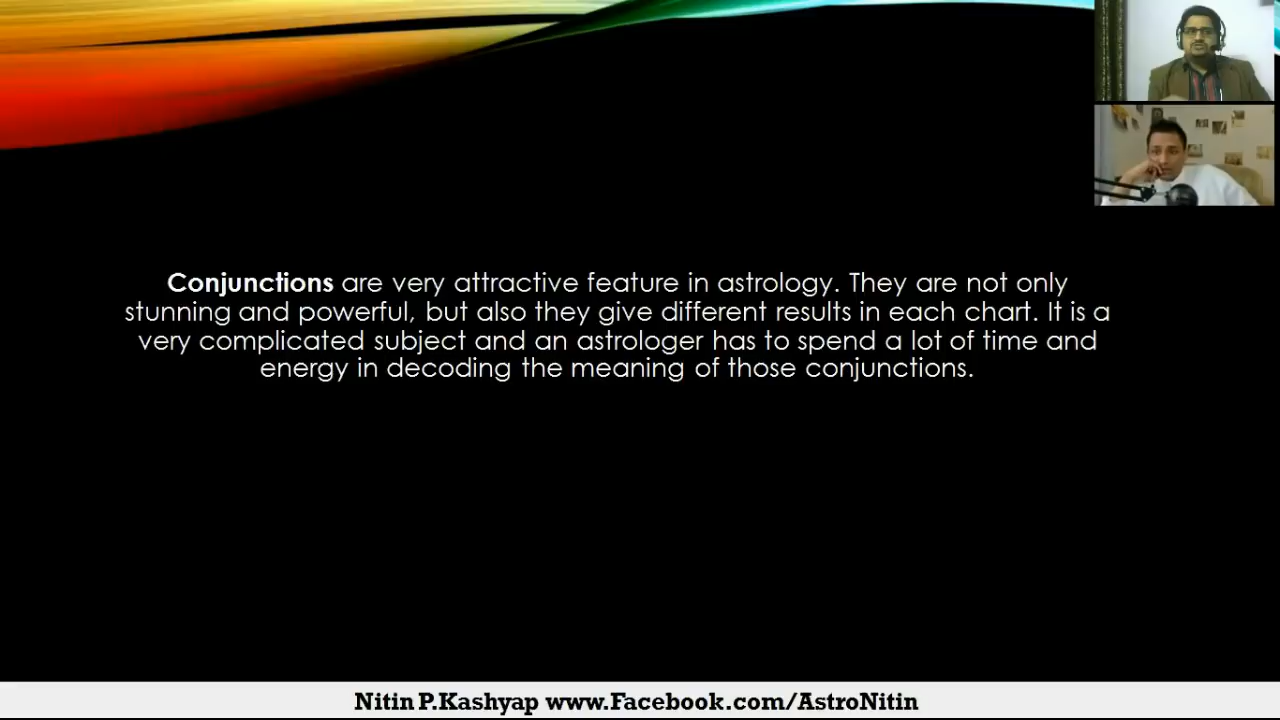 Conjunctions are very attractive feature in astrology. They are not only
stunning and powerful, but also they give different results in each chart. It is a
very complicated subject and an astrologer has to spend a lot of time and
energy in decoding the meaning of those conjunctions.
Nitin P.Kashyap www.Facebook.com/AstroNitin